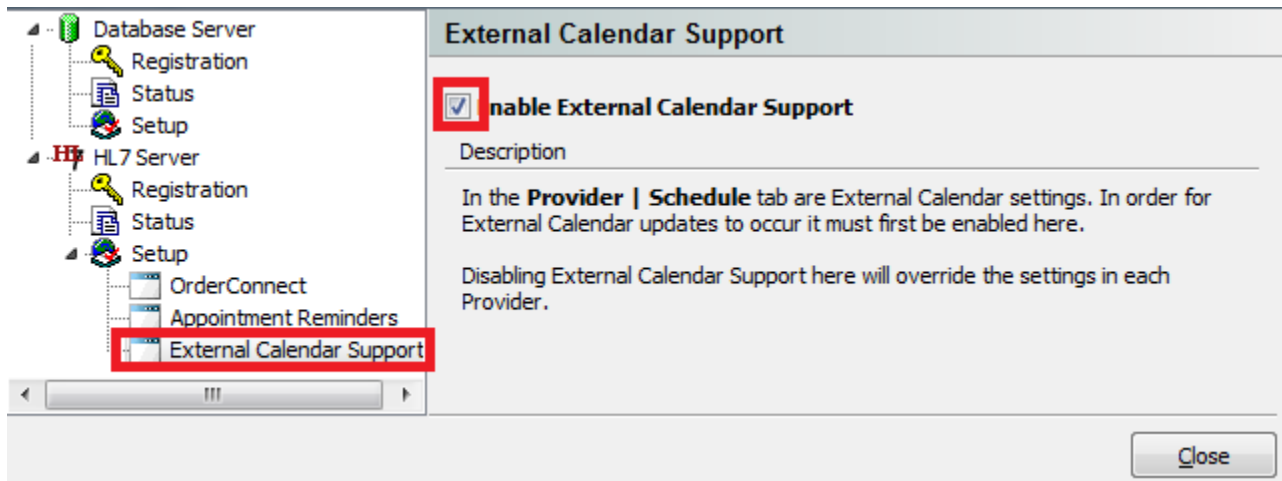 Database Server
Registration
Status
Setup
HL7 Server
Registration
Status
Setup
OrderConnect
Appointment Reminders
External Calendar Support
External Calendar Support
nable External Calendar Support
Description
In the Provider | Schedule tab are External Calendar settings. In order for
External Calendar updates to occur it must first be enabled here.
Disabling External Calendar Support here will override the settings in each
Provider.
Close